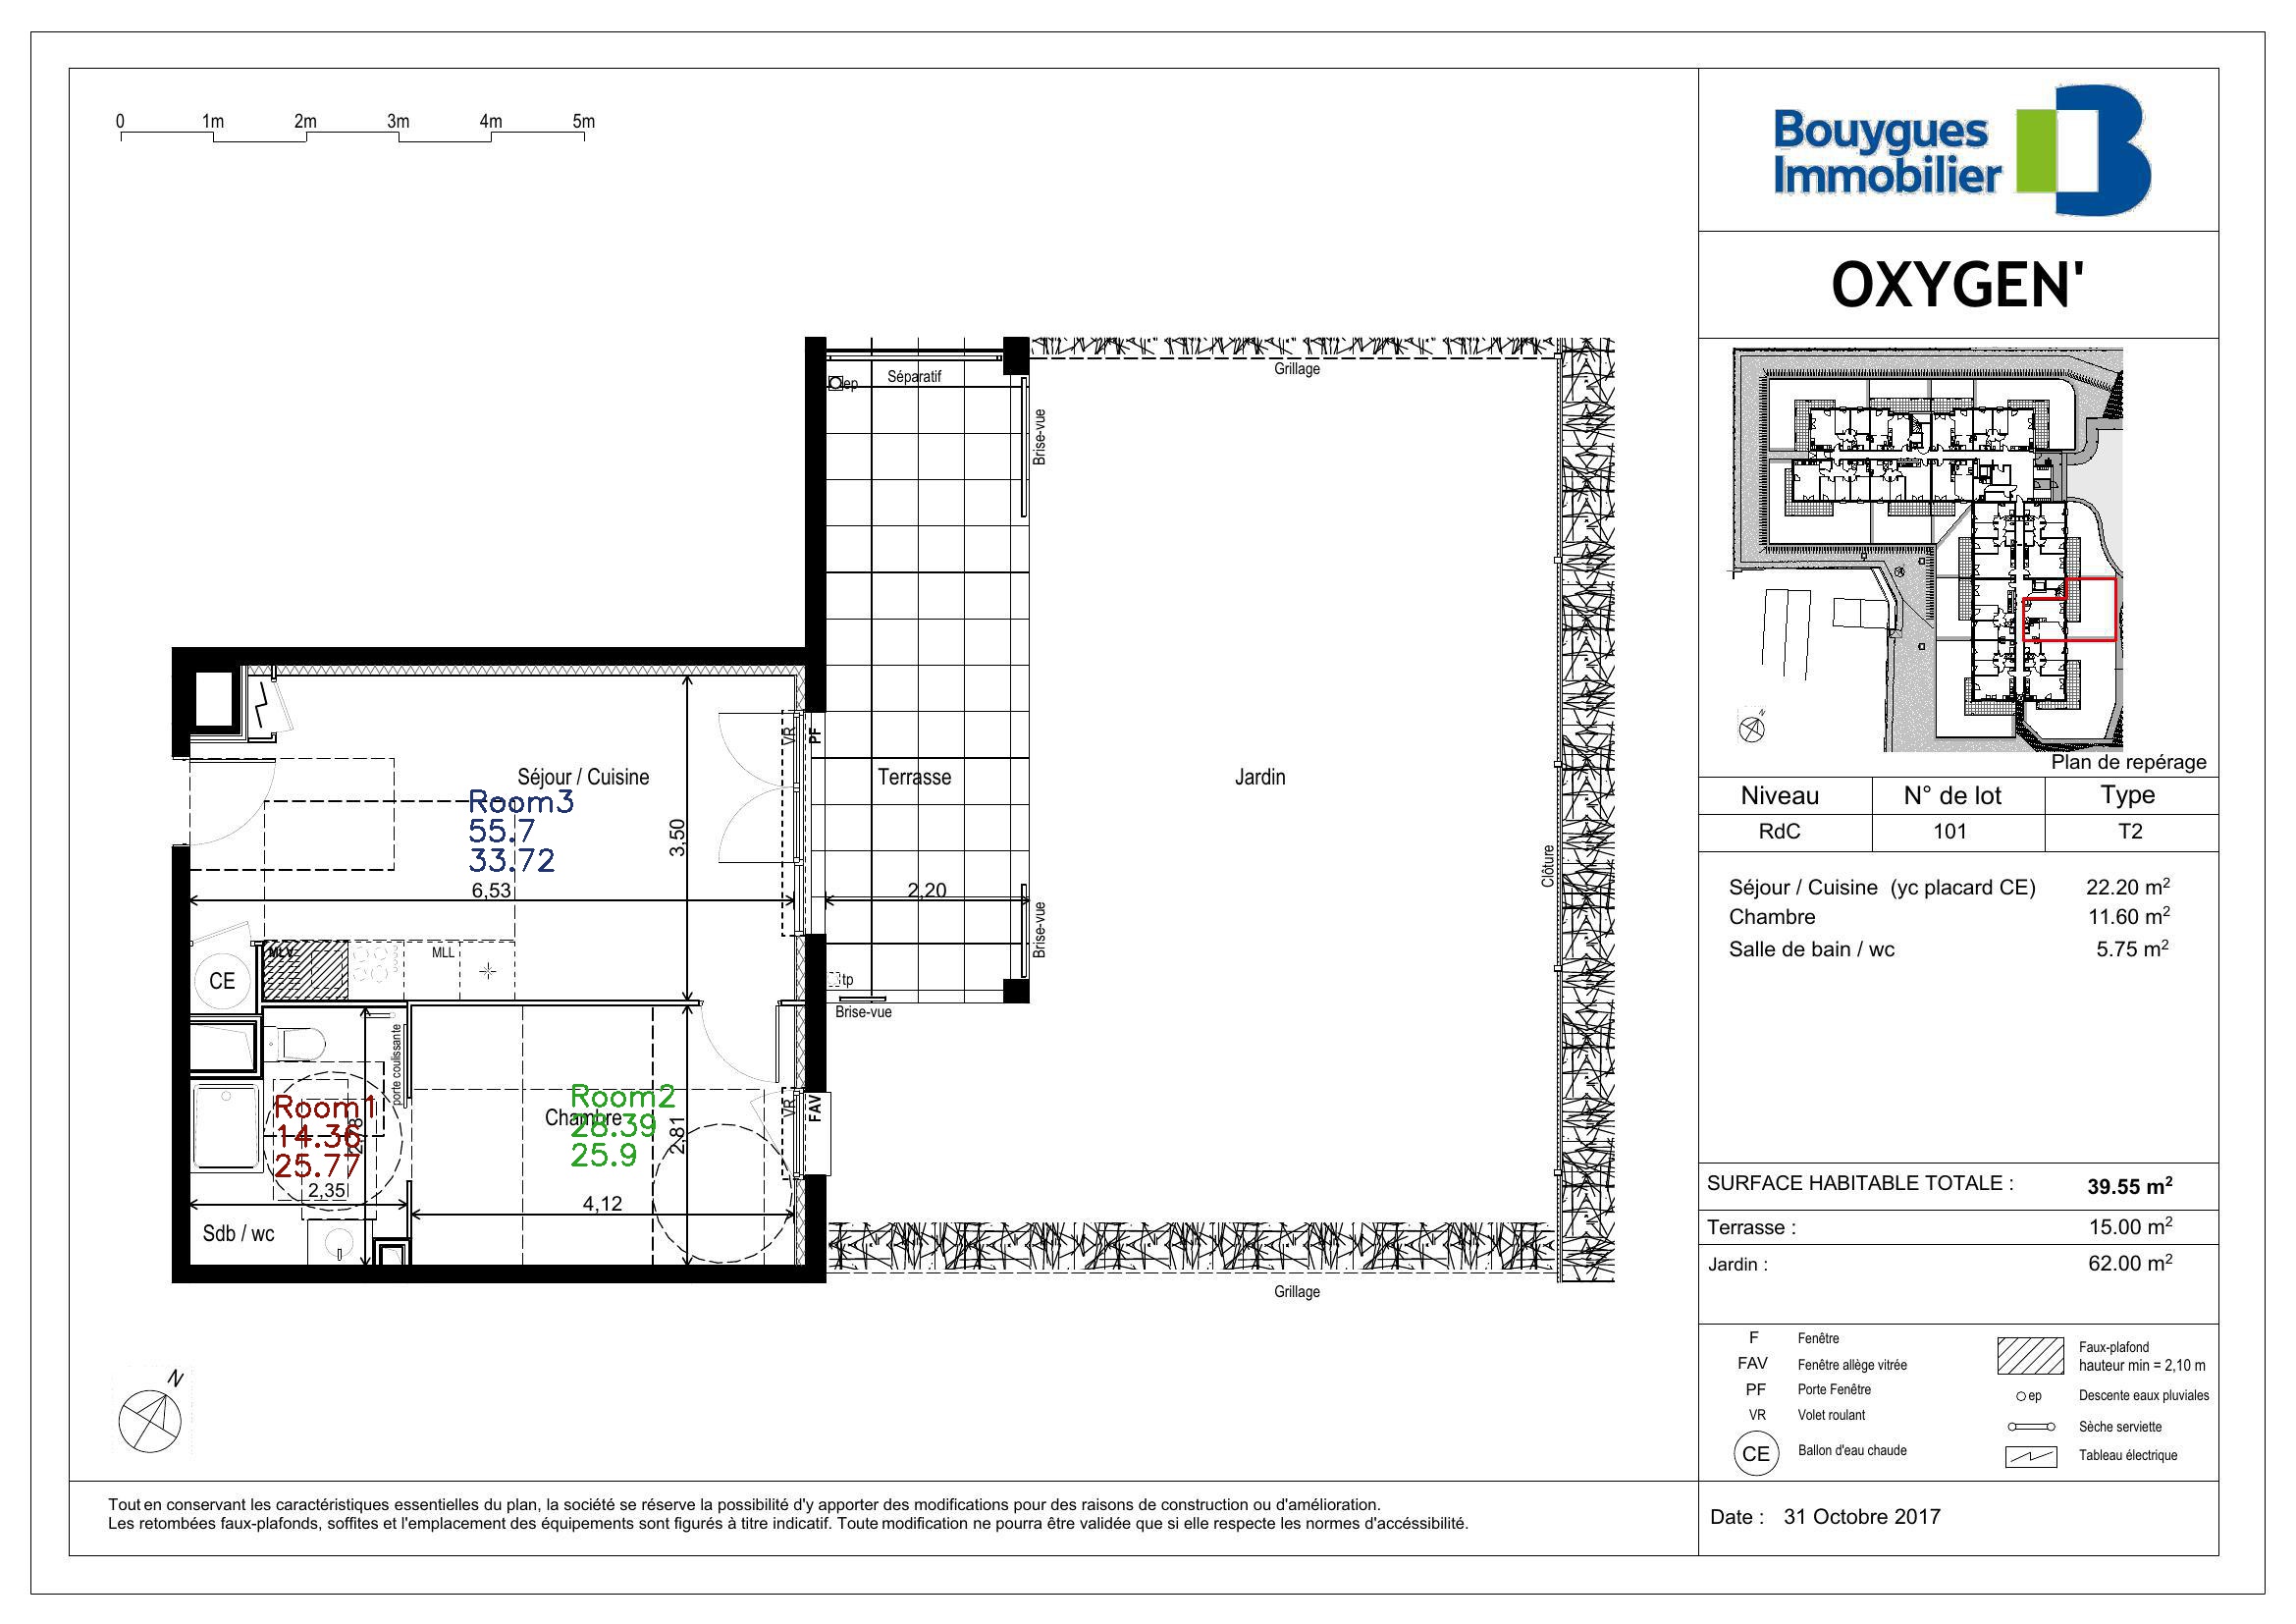 0 1m 2m 3m 4m 5m
Bouygues
Immobilier
OXYGEN'
Séparatif
ep
Grillage
Brise-vue
N
Plan de repérage
Niveau N° de lot Type
RdC 101 T2
Séjour / Cuisine (yc placard CE) 22.20 m²
Chambre 11.60 m²
Salle de bain / wc 5.75 m²
SURFACE HABITABLE TOTALE : 39.55 m²
Terrasse : 15.00 m²
Jardin : 62.00 m²
VR
PF
Séjour / Cuisine
Terrasse
Jardin
Room3
55.7
33.72
3,50
6,53
2,20
Clôture
Brise-vue
MLV
MLL
CE
tp
Brise-vue
porte coulissante
Room1
14.36
25.77
2,35
Sdb / wc
Room2
Chambre
28.39
25.9
2,81
4,12
VR
FAV
Grillage
N
F Fenêtre
FAV Fenêtre allège vitrée
PF Porte Fenêtre
VR Volet roulant
CE Ballon d'eau chaude
Faux-plafond
hauteur min = 2,10 m
ep Descente eaux pluviales
Sèche serviette
Tableau électrique
Tout en conservant les caractéristiques essentielles du plan, la société se réserve la possibilité d'y apporter des modifications pour des raisons de construction ou d'amélioration.
Les retombées faux-plafonds, soffites et l'emplacement des équipements sont figurés à titre indicatif. Toute modification ne pourra être validée que si elle respecte les normes d'accéssibilité.
Date : 31 Octobre 2017